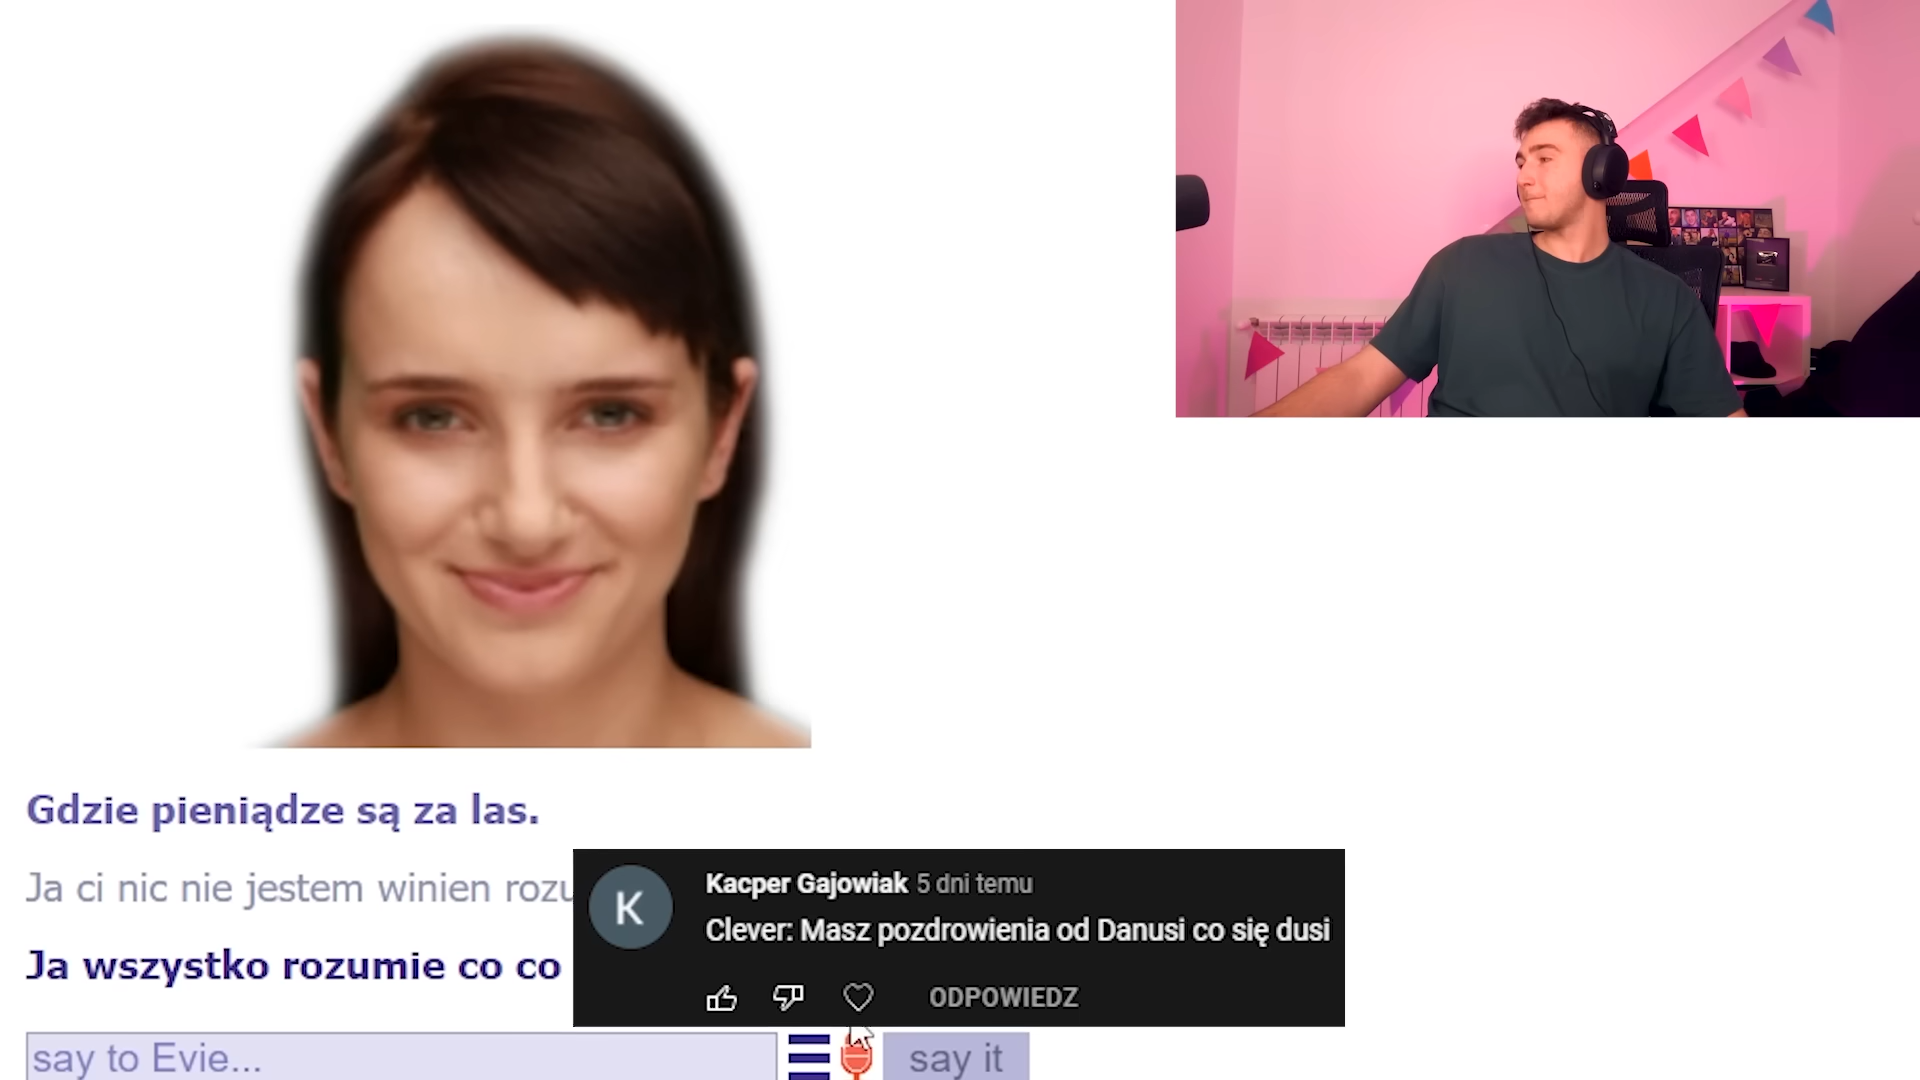 Gdzie pieniądze są za las.
Ja ci nic nie jestem winien
Ja wszystko rozumie co co
Kacper Gajowiak 5 dni temu
Clever: Masz pozdrowienia od Danusi co się dusi
K
ODPOWIEDZ
say to Evie...
say it